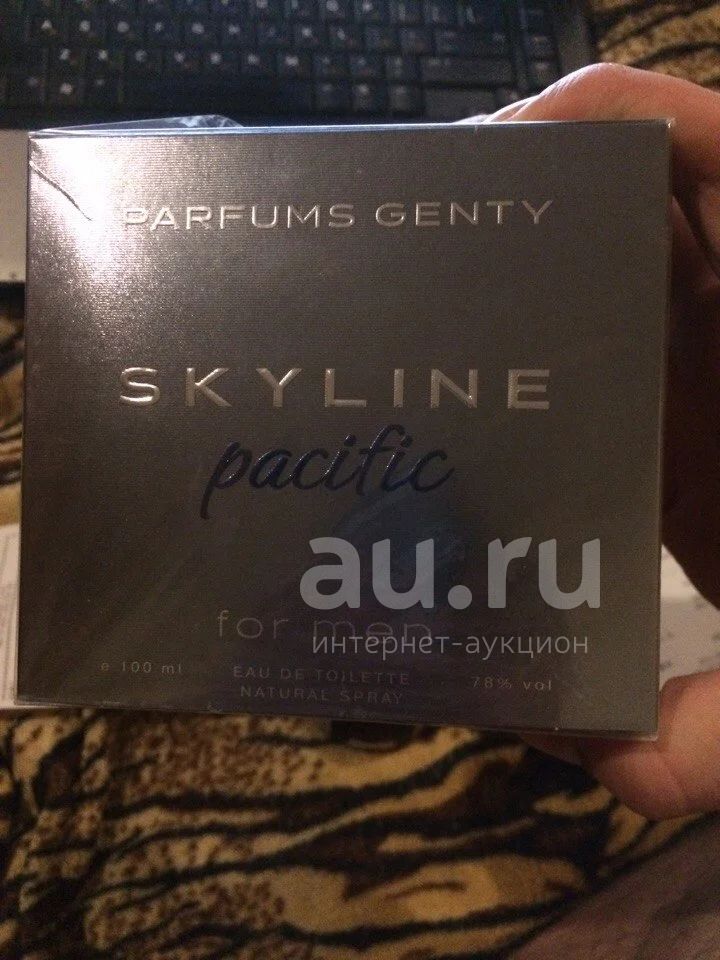 PARFUMS GENTY
SKYLINE
pacific
au.ru
for men
интернет-аукцион
e 100 ml
EAU DE TOILETTE
NATURAL SPRAY
78% vol